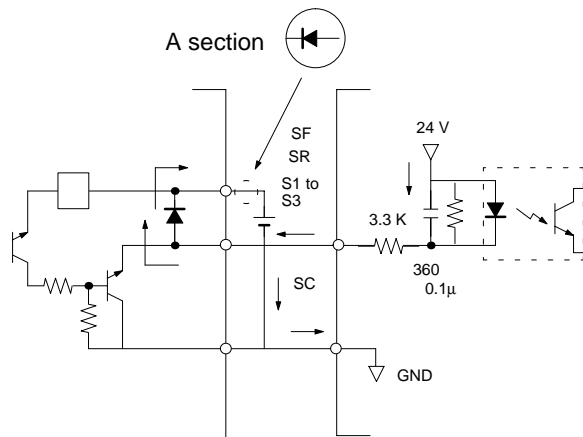 A section
SF
SR
S1 to
S3
24 V
3.3 K
360
0.1μ
SC
GND